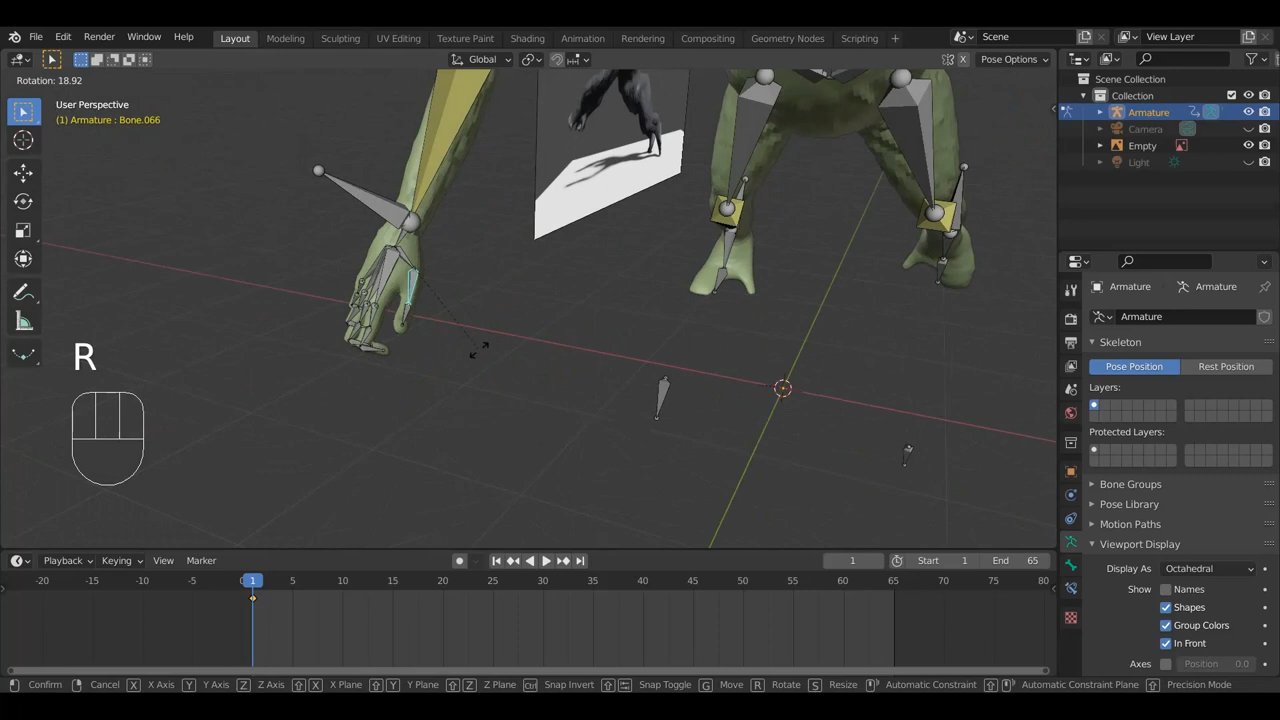 File Edit Render Window Help Layout Modeling Sculpting UV Editing Texture Paint Shading Animation Rendering Compositing Geometry Nodes Scripting + Scene View Layer
Global X Pose Options
Rotation: 18.92
User Perspective
(1) Armature : Bone.066
Scene Collection
Collection
Armature
Camera
Empty
Light
Armature Armature
Armature
Skeleton
Pose Position Rest Position
Layers:
Protected Layers:
Bone Groups
Pose Library
Motion Paths
Viewport Display
Display As Octahedral
Show Names
Shapes
Group Colors
In Front
Axes Position 0.0
R
Playback Keying View Marker 1 Start 1 End 65
-20 -15 -10 -5 0 1 5 10 15 20 25 30 35 40 45 50 55 60 65 70 75 80
Confirm Cancel X X Axis Y Y Axis Z Z Axis X X Plane Y Y Plane Z Z Plane Ctrl Snap Invert Snap Toggle G Move R Rotate S Resize Automatic Constraint Automatic Constraint Plane Precision Mode